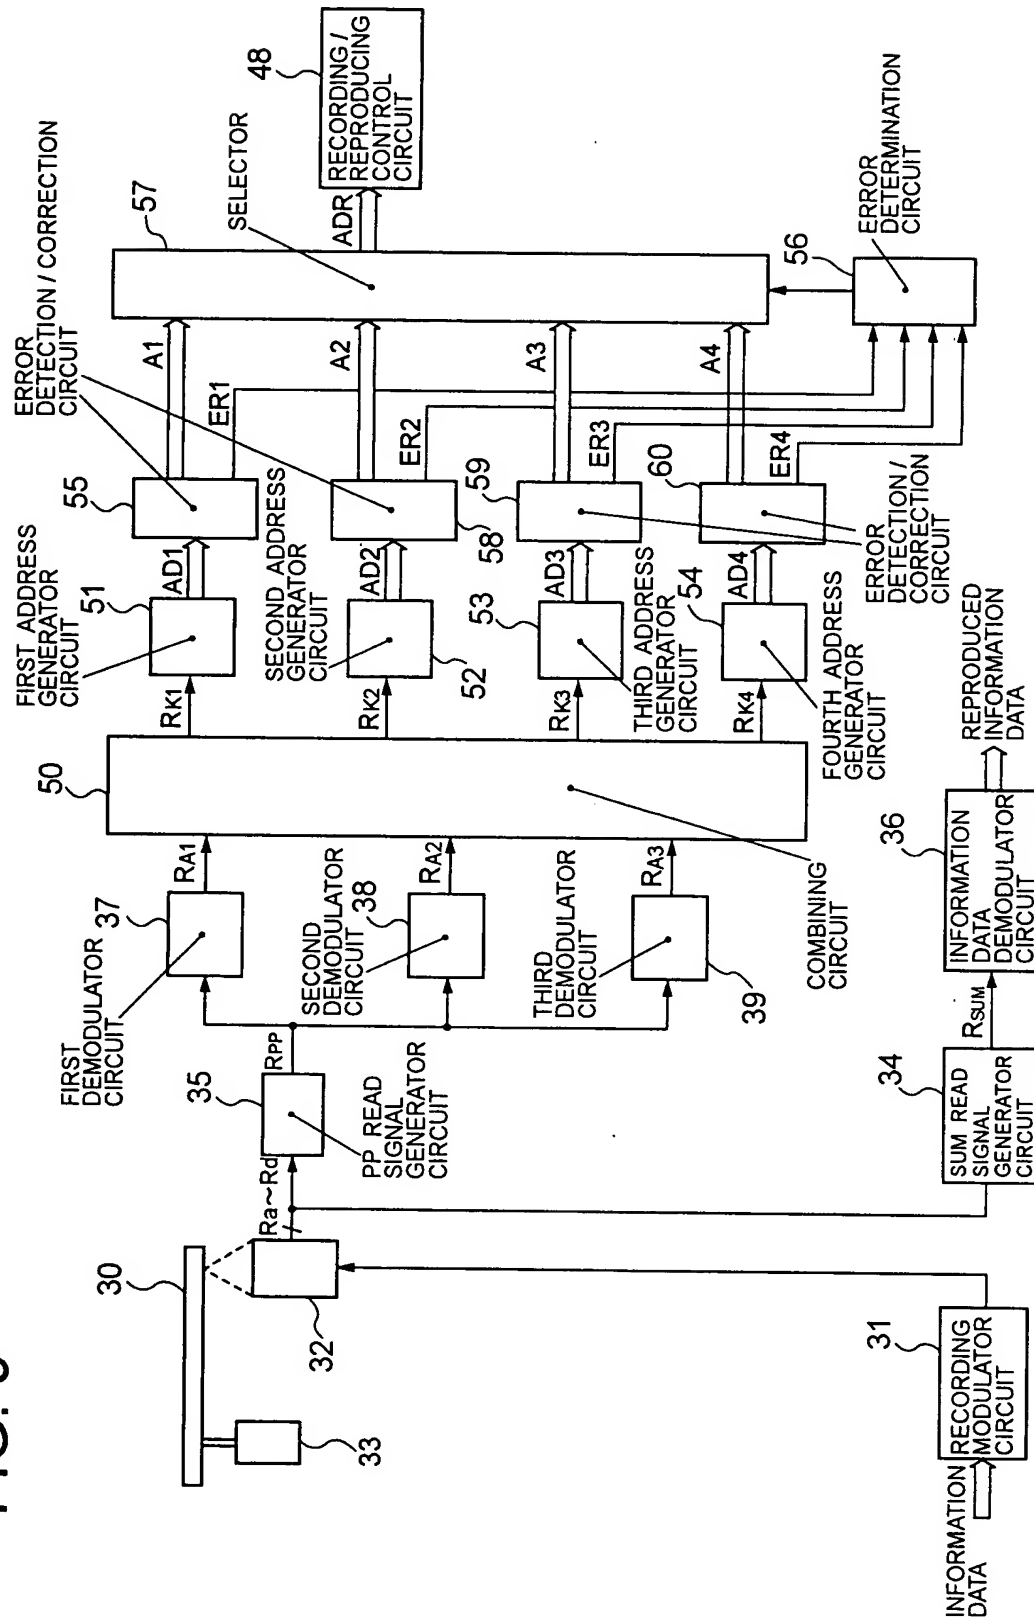 FIG.
30
33
32
Ra~Rd
35
PP READ
SIGNAL
GENERATOR
CIRCUIT
RPP
FIRST
DEMODULATOR
CIRCUIT
37
RA1
SECOND
DEMODULATOR
CIRCUIT
38
RA2
THIRD
DEMODULATOR
CIRCUIT
39
RA3
50
COMBINING
CIRCUIT
RK1
RK2
RK3
RK4
FIRST ADDRESS
GENERATOR
CIRCUIT
51
AD1
SECOND ADDRESS
GENERATOR
CIRCUIT
52
AD2
53
THIRD ADDRESS
GENERATOR
CIRCUIT
AD3
54
FOURTH ADDRESS
GENERATOR
CIRCUIT
AD4
ERROR
DETECTION / CORRECTION
CIRCUIT
55
58
59
60
ERROR
DETECTION/
CORRECTION
CIRCUIT
A1
ER1
A2
ER2
A3
ER3
A4
ER4
57
SELECTOR
56
ERROR
DETERMINATION
CIRCUIT
ADR
48
RECORDING /
REPRODUCING
CONTROL
CIRCUIT
INFORMATION
DATA
31
RECORDING
MODULATOR
CIRCUIT
34
SUM READ
SIGNAL
GENERATOR
CIRCUIT
RSUM
36
INFORMATION
DATA
DEMODULATOR
CIRCUIT
REPRODUCED
INFORMATION
DATA